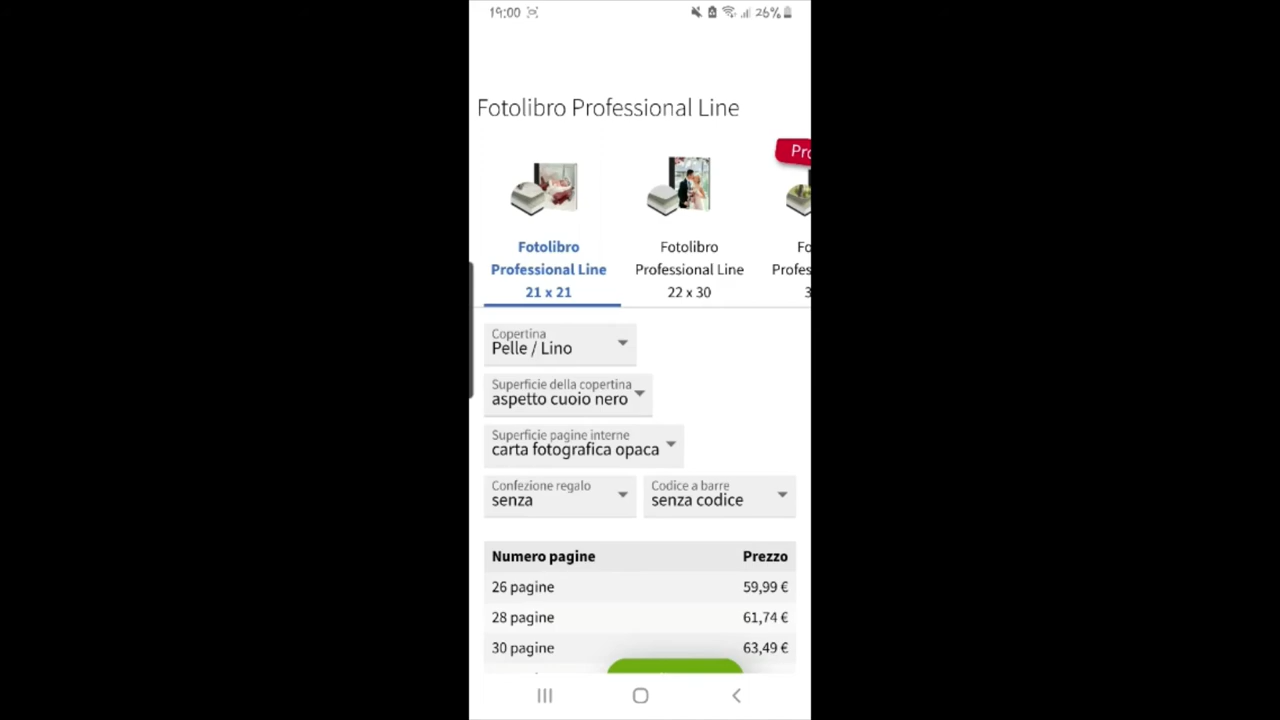 19:00
26%
Fotolibro Professional Line
Fotolibro
Professional Line
21 x 21
Fotolibro
Professional Line
22 x 30
Copertina
Pelle / Lino
Superficie della copertina
aspetto cuoio nero
Superficie pagine interne
carta fotografica opaca
Confezione regalo
senza
Codice a barre
senza codice
Numero pagine Prezzo
26 pagine 59,99 €
28 pagine 61,74 €
30 pagine 63,49 €